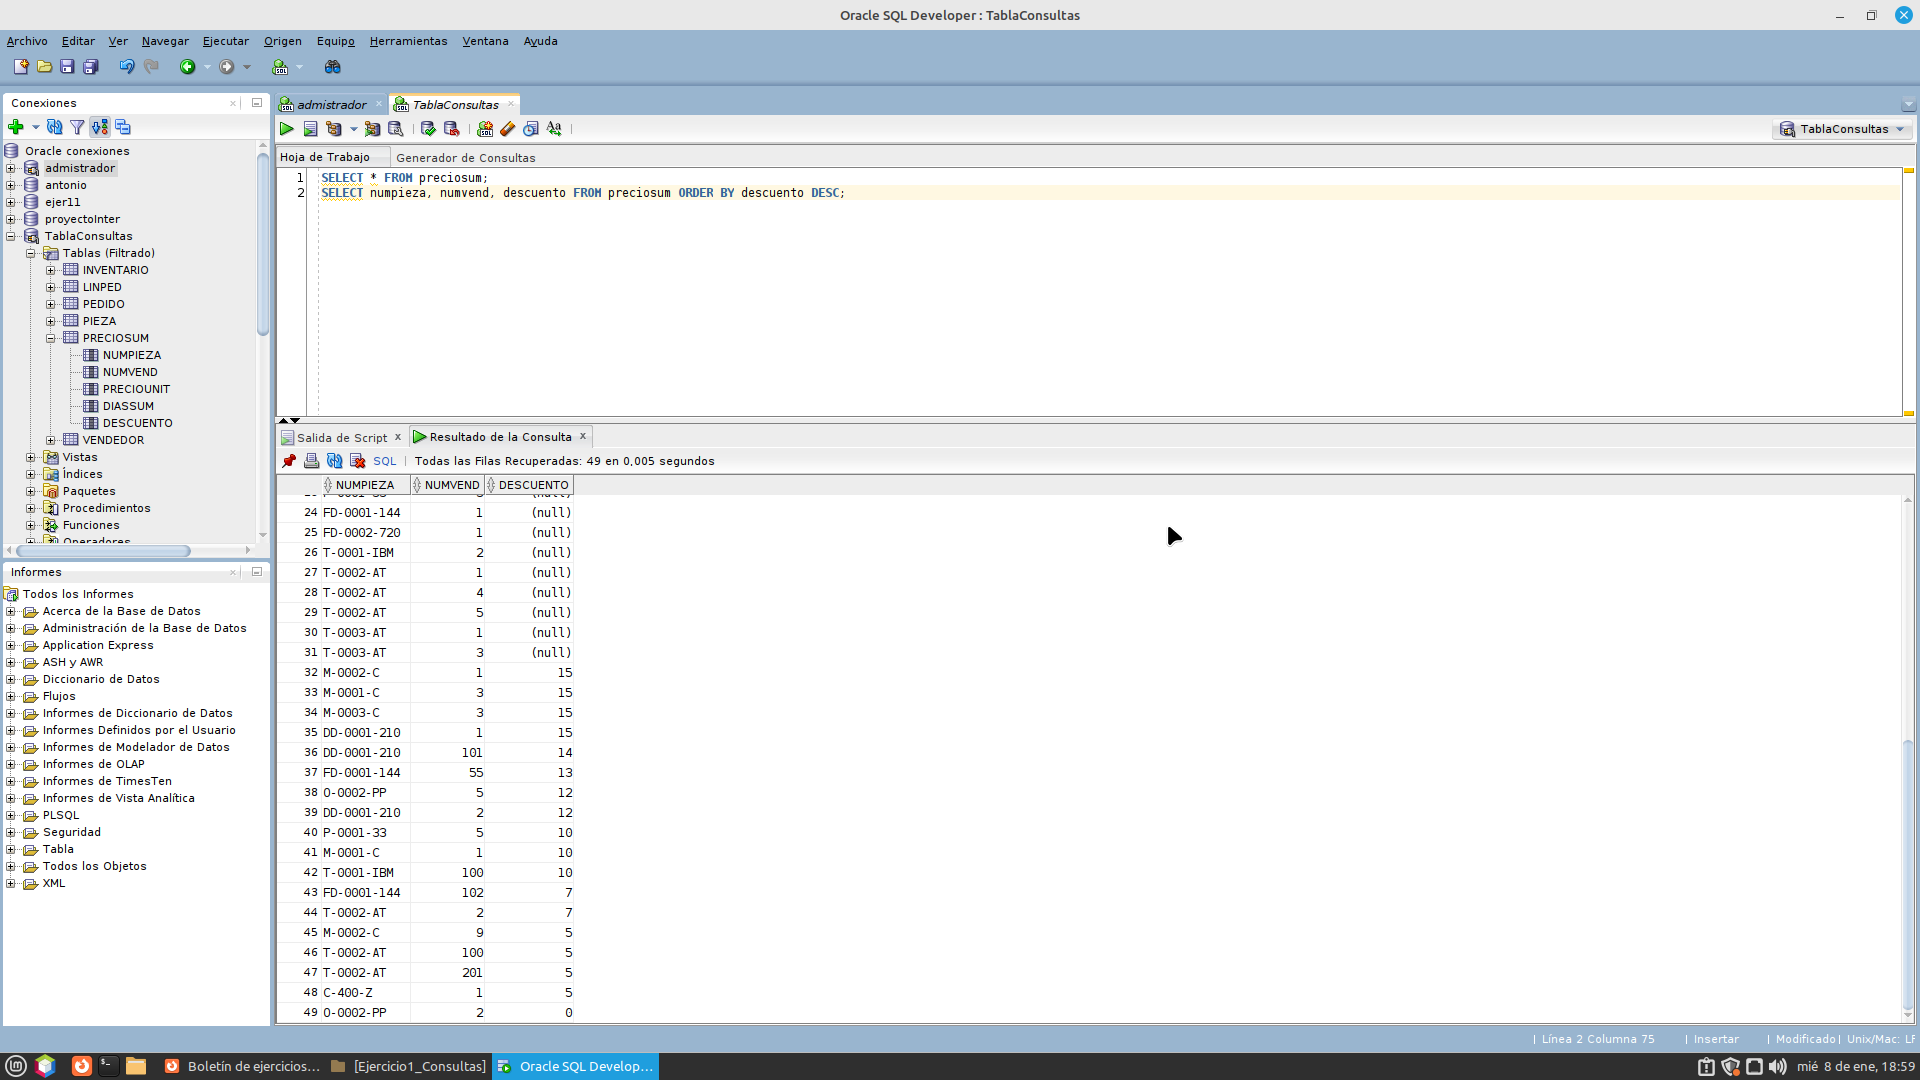 Oracle SQL Developer : TablaConsultas
Archivo Editar Ver Navegar Ejecutar Origen Equipo Herramientas Ventana Ayuda
Conexiones
Oracle conexiones
admistrador
antonio
ejer11
proyectoInter
TablaConsultas
Tablas (Filtrado)
INVENTARIO
LINPED
PEDIDO
PIEZA
PRECIOSUM
NUMPIEZA
NUMVEND
PRECIOUNIT
DIASSUM
DESCUENTO
VENDEDOR
Vistas
Índices
Paquetes
Procedimientos
Funciones
Operadores
Informes
Todos los Informes
Acerca de la Base de Datos
Administración de la Base de Datos
Application Express
ASH y AWR
Diccionario de Datos
Flujos
Informes de Diccionario de Datos
Informes Definidos por el Usuario
Informes de Modelador de Datos
Informes de OLAP
Informes de TimesTen
Informes de Vista Analítica
PLSQL
Seguridad
Tabla
Todos los Objetos
XML
admistrador TablaConsultas
TablaConsultas
Hoja de Trabajo Generador de Consultas
1 SELECT * FROM preciosum;
2 SELECT numpieza, numvend, descuento FROM preciosum ORDER BY descuento DESC;
Salida de Script x Resultado de la Consulta x
SQL | Todas las Filas Recuperadas: 49 en 0,005 segundos
NUMPIEZA NUMVEND DESCUENTO
24 FD-0001-144 1 (null)
25 FD-0002-720 1 (null)
26 T-0001-IBM 2 (null)
27 T-0002-AT 1 (null)
28 T-0002-AT 4 (null)
29 T-0002-AT 5 (null)
30 T-0003-AT 1 (null)
31 T-0003-AT 3 (null)
32 M-0002-C 1 15
33 M-0001-C 3 15
34 M-0003-C 3 15
35 DD-0001-210 1 15
36 DD-0001-210 101 14
37 FD-0001-144 55 13
38 O-0002-PP 5 12
39 DD-0001-210 2 12
40 P-0001-33 5 10
41 M-0001-C 1 10
42 T-0001-IBM 100 10
43 FD-0001-144 102 7
44 T-0002-AT 2 7
45 M-0002-C 9 5
46 T-0002-AT 100 5
47 T-0002-AT 201 5
48 C-400-Z 1 5
49 O-0002-PP 2 0
| Línea 2 Columna 75 | Insertar | Modificado | Unix/Mac: LF
Boletín de ejercicios... [Ejercicio1_Consultas] Oracle SQL Develop... mié 8 de ene, 18:59